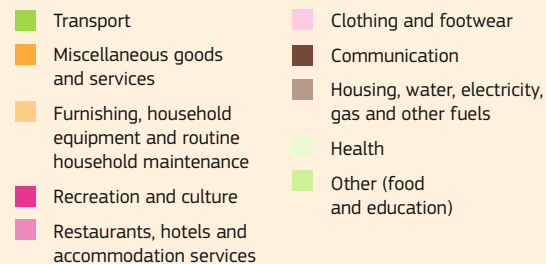 Transport
Miscellaneous goods
and services
Furnishing, household
equipment and routine
household maintenance
Recreation and culture
Restaurants, hotels and
accommodation services
Clothing and footwear
Communication
Housing, water, electricity,
gas and other fuels
Health
Other (food
and education)